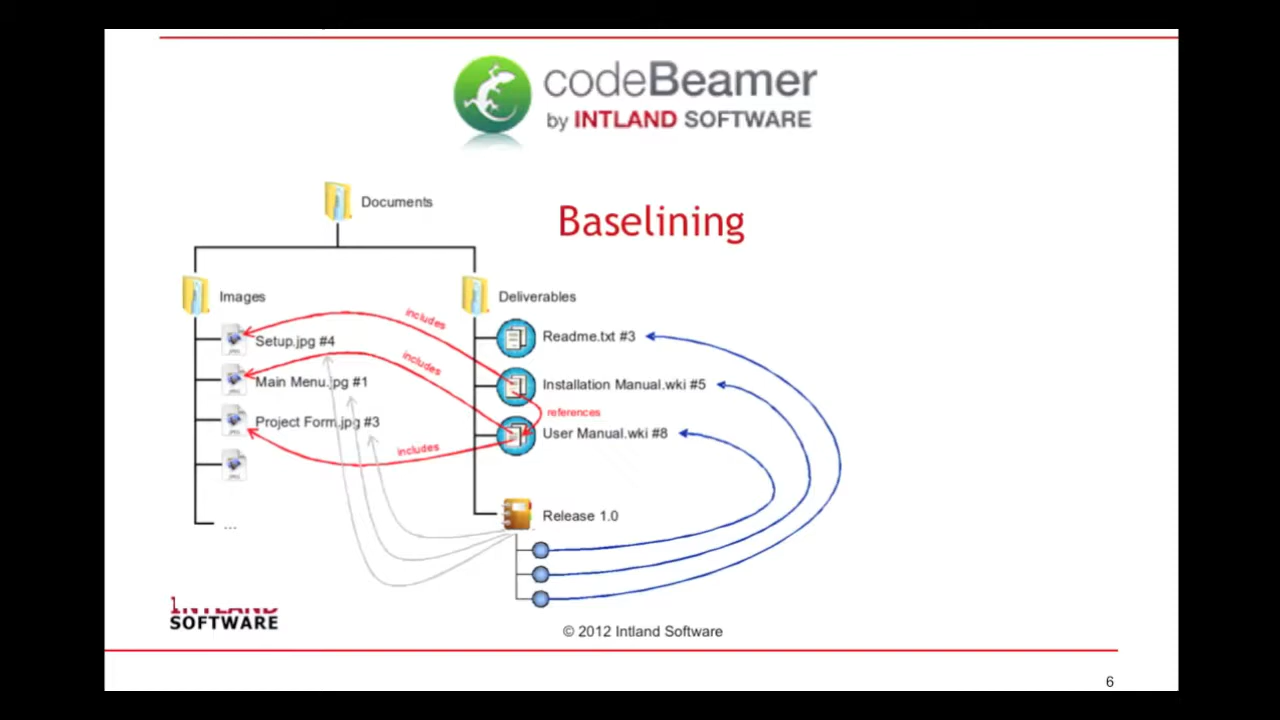 codeBeamer
by INTLAND SOFTWARE
Documents
Baselining
Images
Deliverables
includes
Setup.jpg #4
Readme.txt #3
includes
Main Menu.jpg #1
Installation Manual.wki #5
references
Project Form.jpg #3
User Manual.wki #8
includes
Release 1.0
...
INTLAND
SOFTWARE
© 2012 Intland Software
6